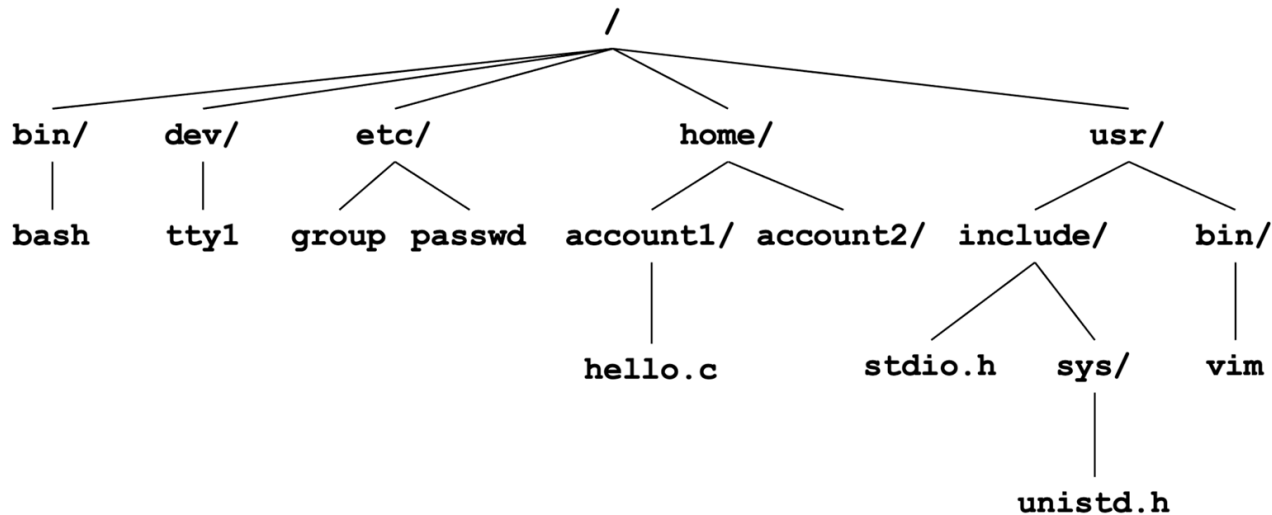 /
bin/ dev/ etc/ home/ usr/
bash tty1 group passwd account1/ account2/ include/ bin/
hello.c stdio.h sys/ vim
unistd.h